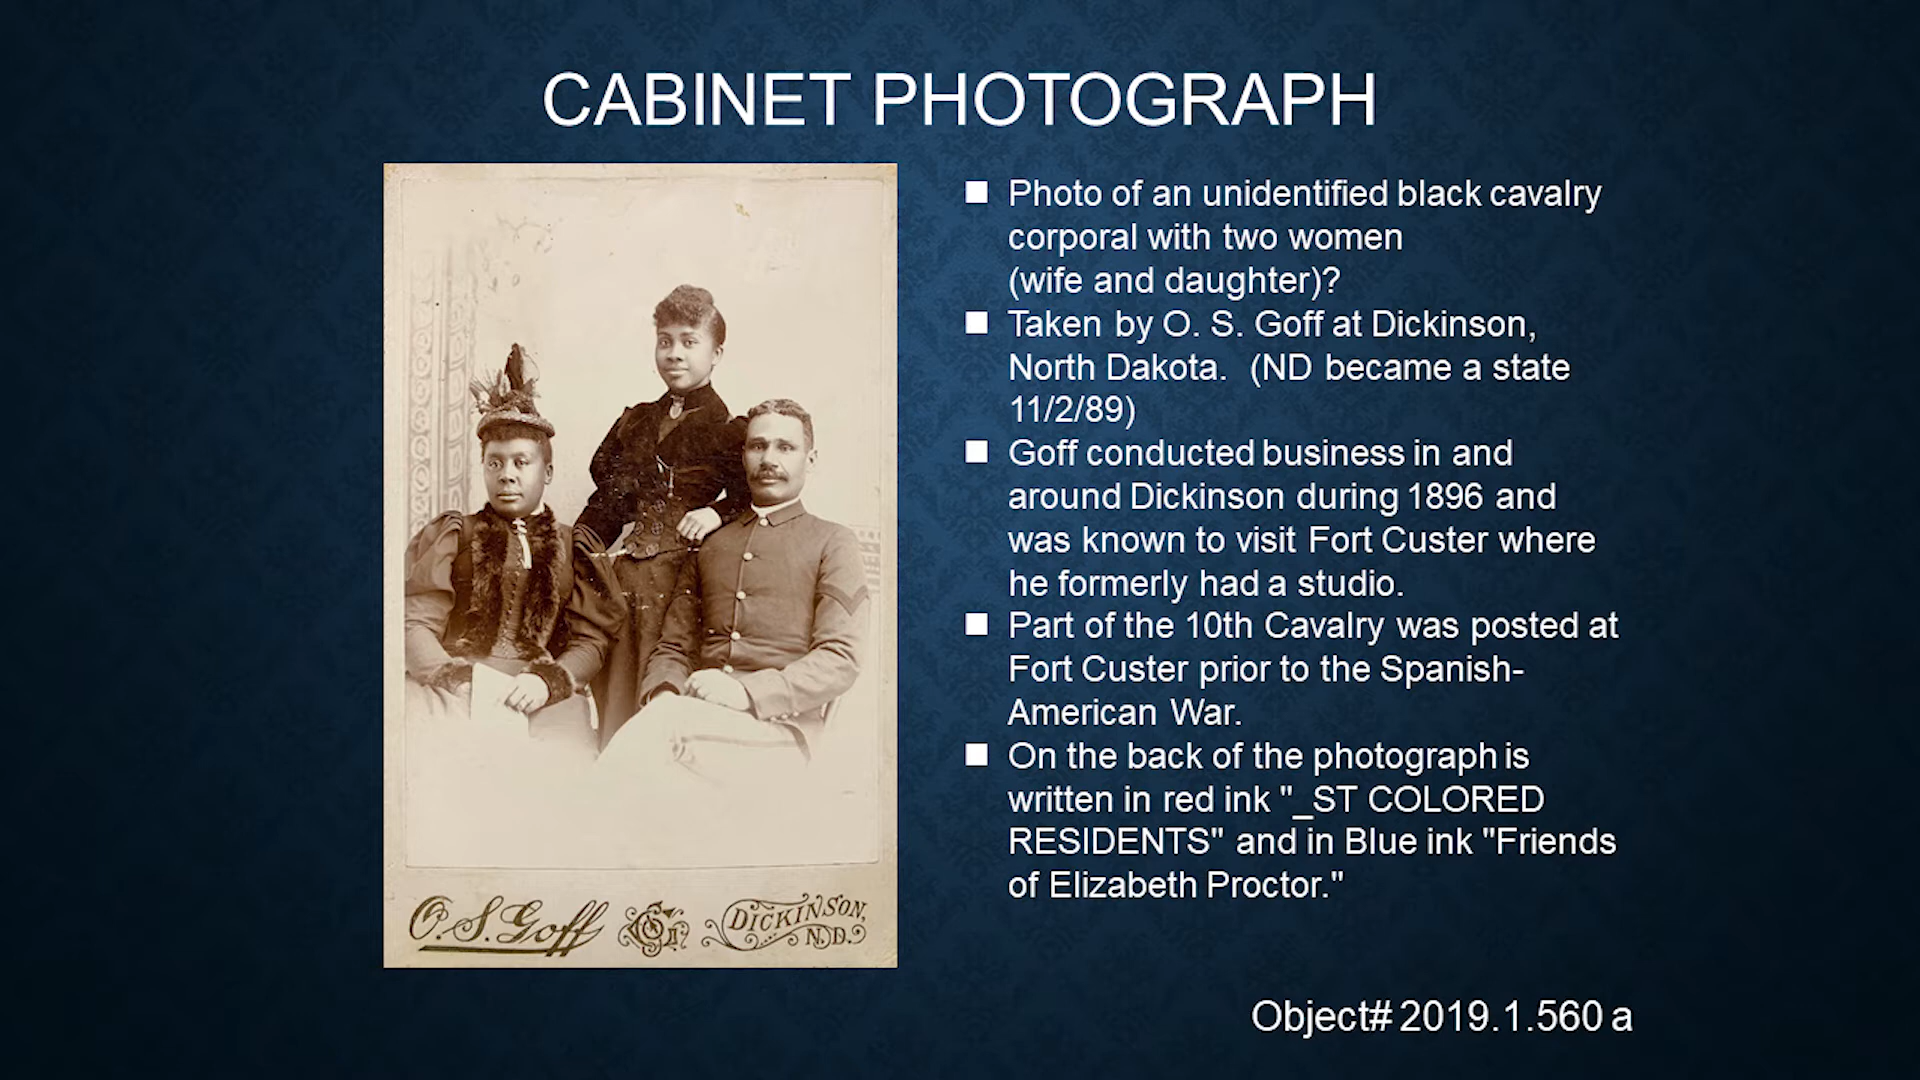 CABINET PHOTOGRAPH
■ Photo of an unidentified black cavalry
corporal with two women
(wife and daughter)?
■ Taken by O. S. Goff at Dickinson,
North Dakota. (ND became a state
11/2/89)
■ Goff conducted business in and
around Dickinson during 1896 and
was known to visit Fort Custer where
he formerly had a studio.
■ Part of the 10th Cavalry was posted at
Fort Custer prior to the Spanish-
American War.
■ On the back of the photograph is
written in red ink "_ST COLORED
RESIDENTS" and in Blue ink "Friends
of Elizabeth Proctor."
O. S. Goff
DICKINSON,
N.D.
Object# 2019.1.560 a